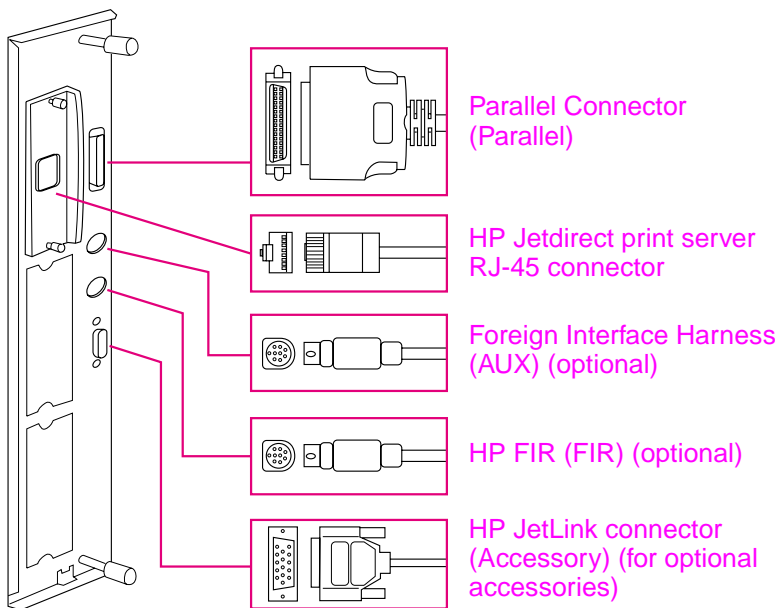 Parallel Connector
(Parallel)
HP Jetdirect print server
RJ-45 connector
Foreign Interface Harness
(AUX) (optional)
HP FIR (FIR) (optional)
HP JetLink connector
(Accessory) (for optional
accessories)